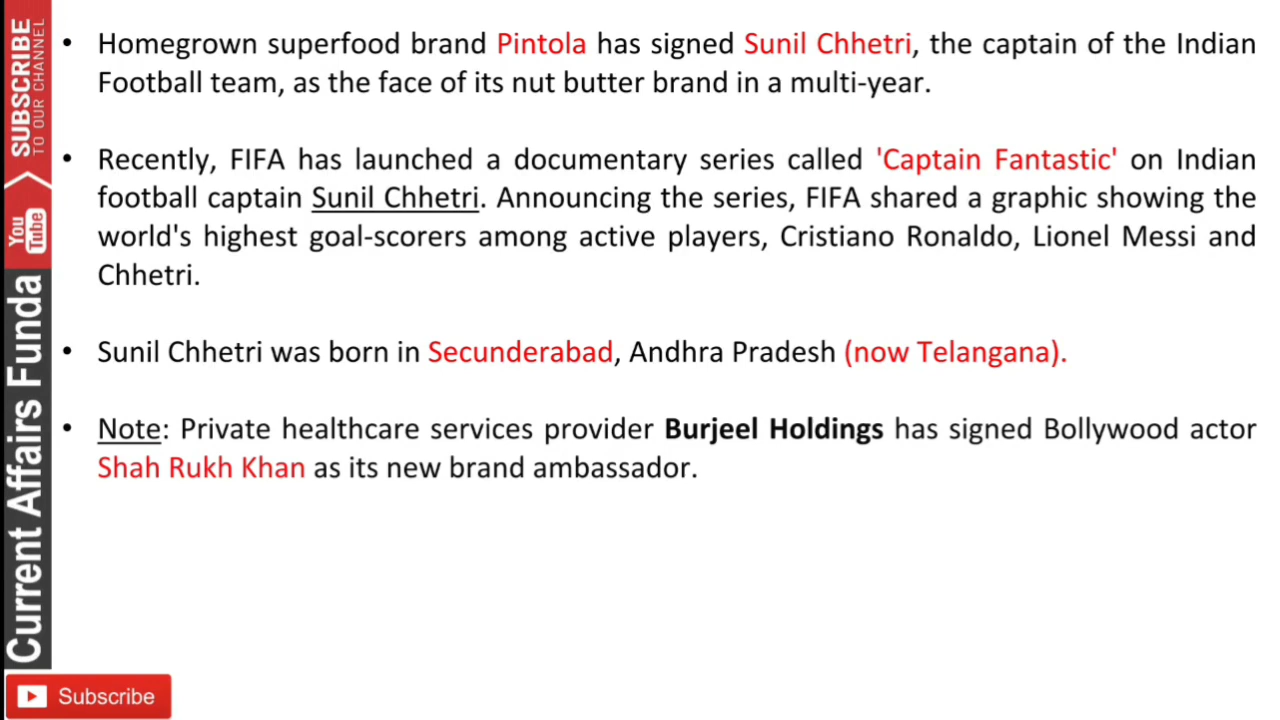 • Homegrown superfood brand Pintola has signed Sunil Chhetri, the captain of the Indian
Football team, as the face of its nut butter brand in a multi-year.
• Recently, FIFA has launched a documentary series called 'Captain Fantastic' on Indian
football captain Sunil Chhetri. Announcing the series, FIFA shared a graphic showing the
world's highest goal-scorers among active players, Cristiano Ronaldo, Lionel Messi and
Chhetri.
• Sunil Chhetri was born in Secunderabad, Andhra Pradesh (now Telangana).
• Note: Private healthcare services provider Burjeel Holdings has signed Bollywood actor
Shah Rukh Khan as its new brand ambassador.
SUBSCRIBE
TO OUR CHANNEL
You
Tube
Current Affairs Funda
Subscribe